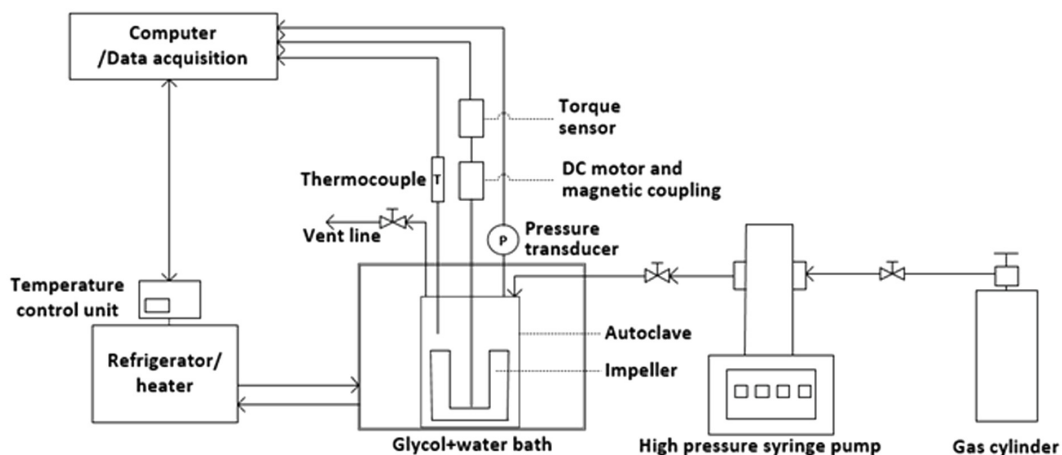 Computer
/Data acquisition
Torque
sensor
DC motor and
magnetic coupling
Thermocouple
T
Vent line
P
Pressure
transducer
Temperature
control unit
Refrigerator/
heater
Autoclave
Impeller
Glycol+water bath
High pressure syringe pump
Gas cylinder